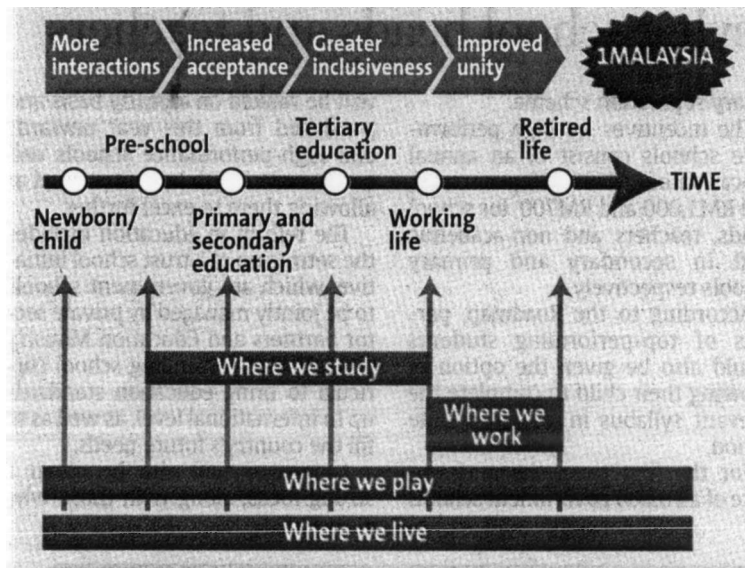 More
interactions
Increased
acceptance
Greater
inclusiveness
Improved
unity
1MALAYSIA
Pre-school
Tertiary
education
Retired
life
TIME
Newborn/
child
Primary and
secondary
education
Working
life
Where we study
Where we
work
Where we play
Where we live